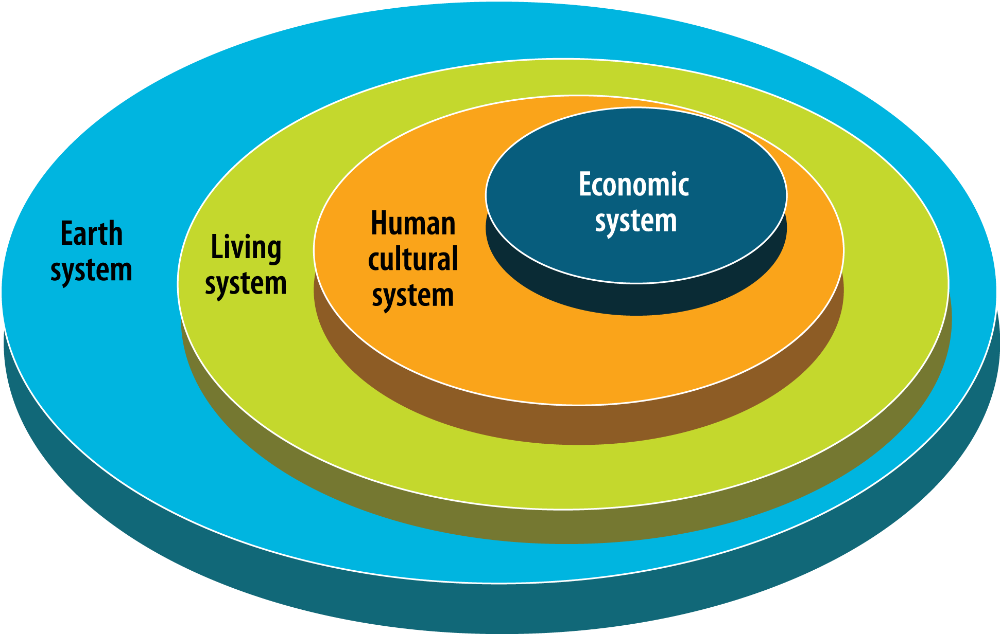 Earth
system
Living
system
Human
cultural
system
Economic
system